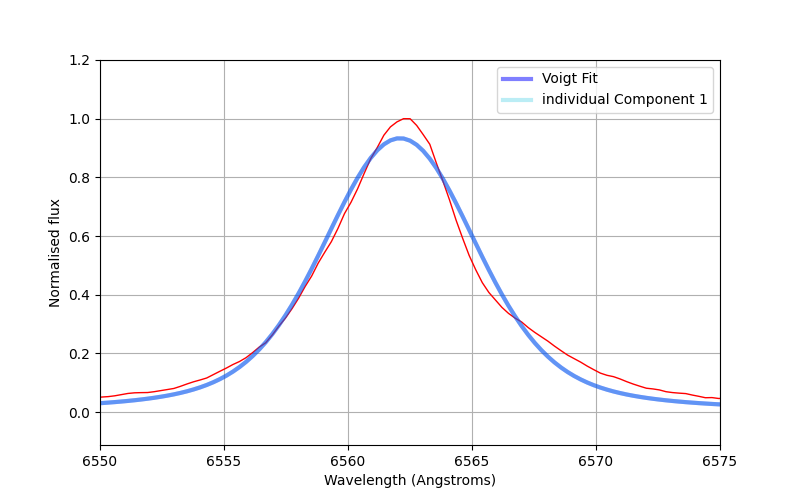 1.2
1.0
0.8
0.6
0.4
0.2
0.0
Normalised flux
Voigt Fit
individual Component 1
6550 6555 6560 6565 6570 6575
Wavelength (Angstroms)